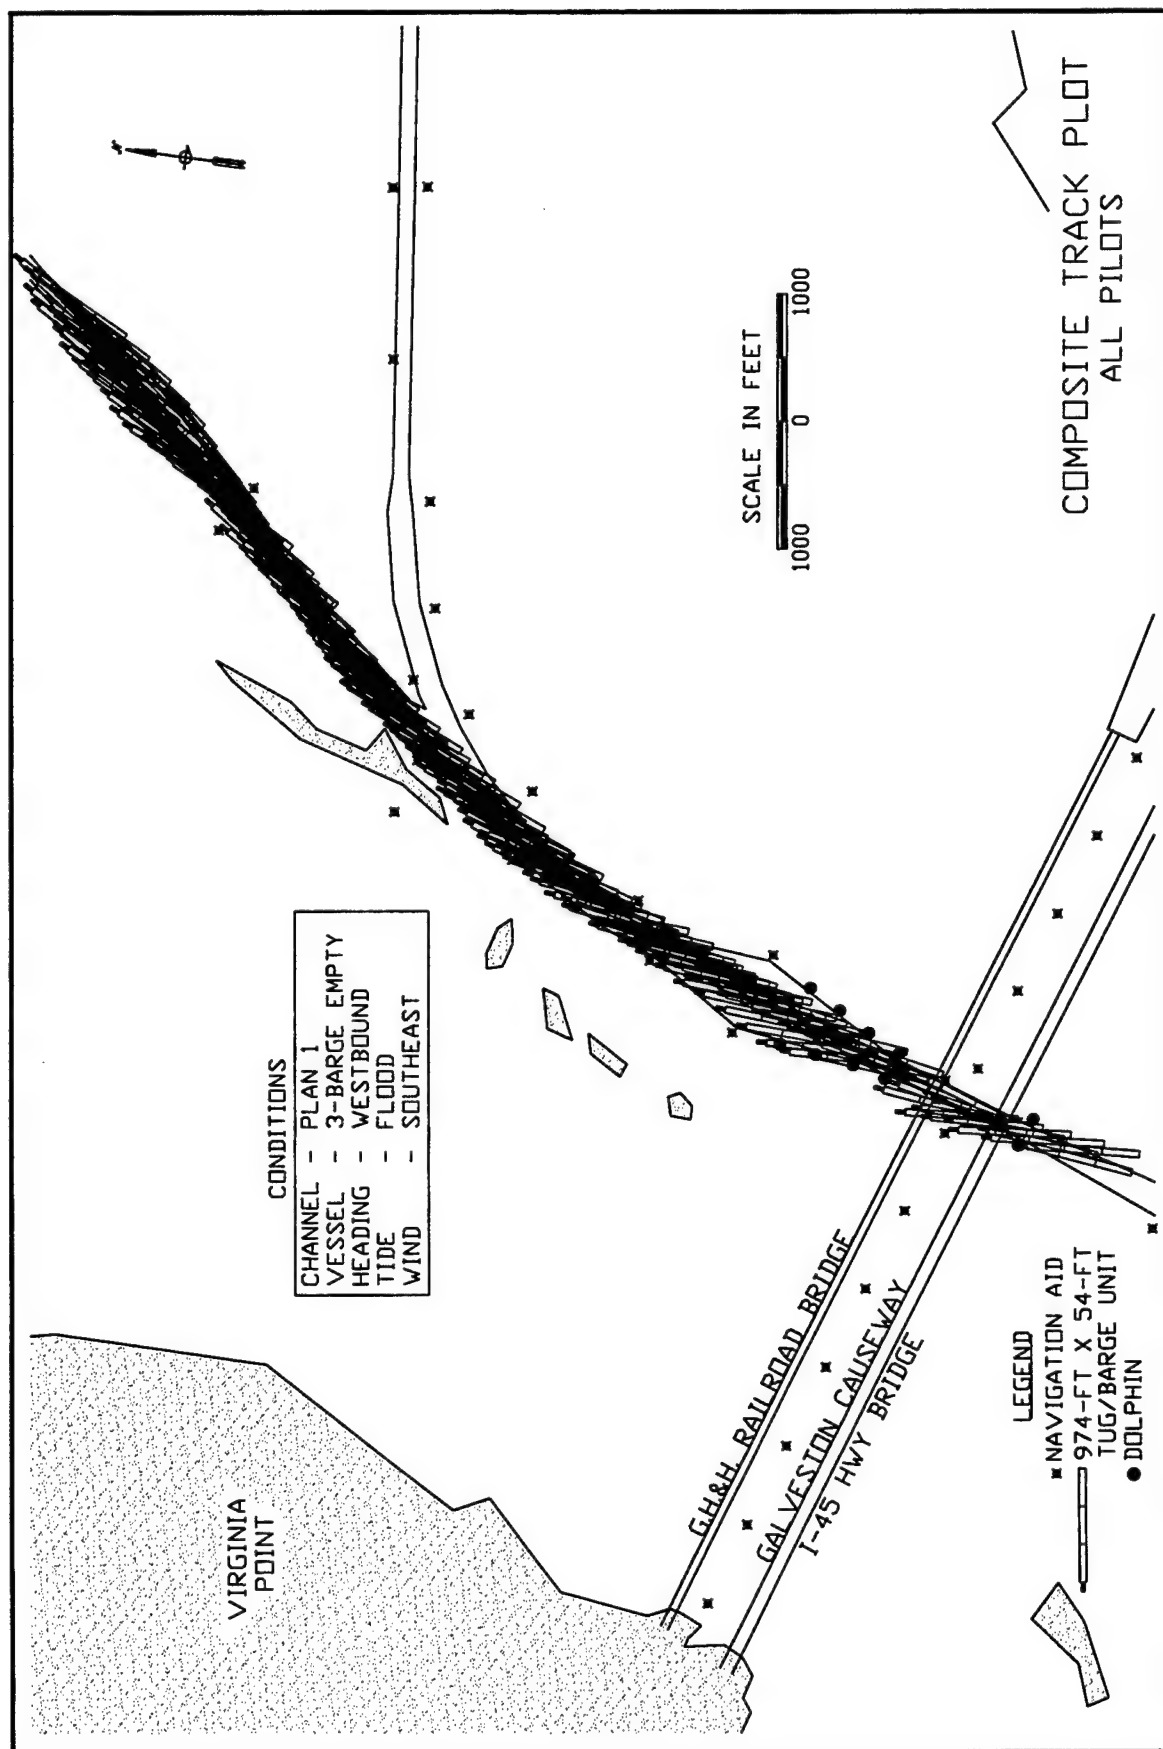 VIRGINIA
POINT
CONDITIONS
CHANNEL - PLAN 1
VESSEL - 3-BARGE EMPTY
HEADING - WESTBOUND
TIDE - FLOOD
WIND - SOUTHEAST
N
G.H.&H. RAILROAD BRIDGE
GALVESTON CAUSEWAY
I-45 HWY BRIDGE
SCALE IN FEET
1000 0 1000
LEGEND
NAVIGATION AID
974-FT X 54-FT
TUG/BARGE UNIT
DOLPHIN
COMPOSITE TRACK PLOT
ALL PILOTS